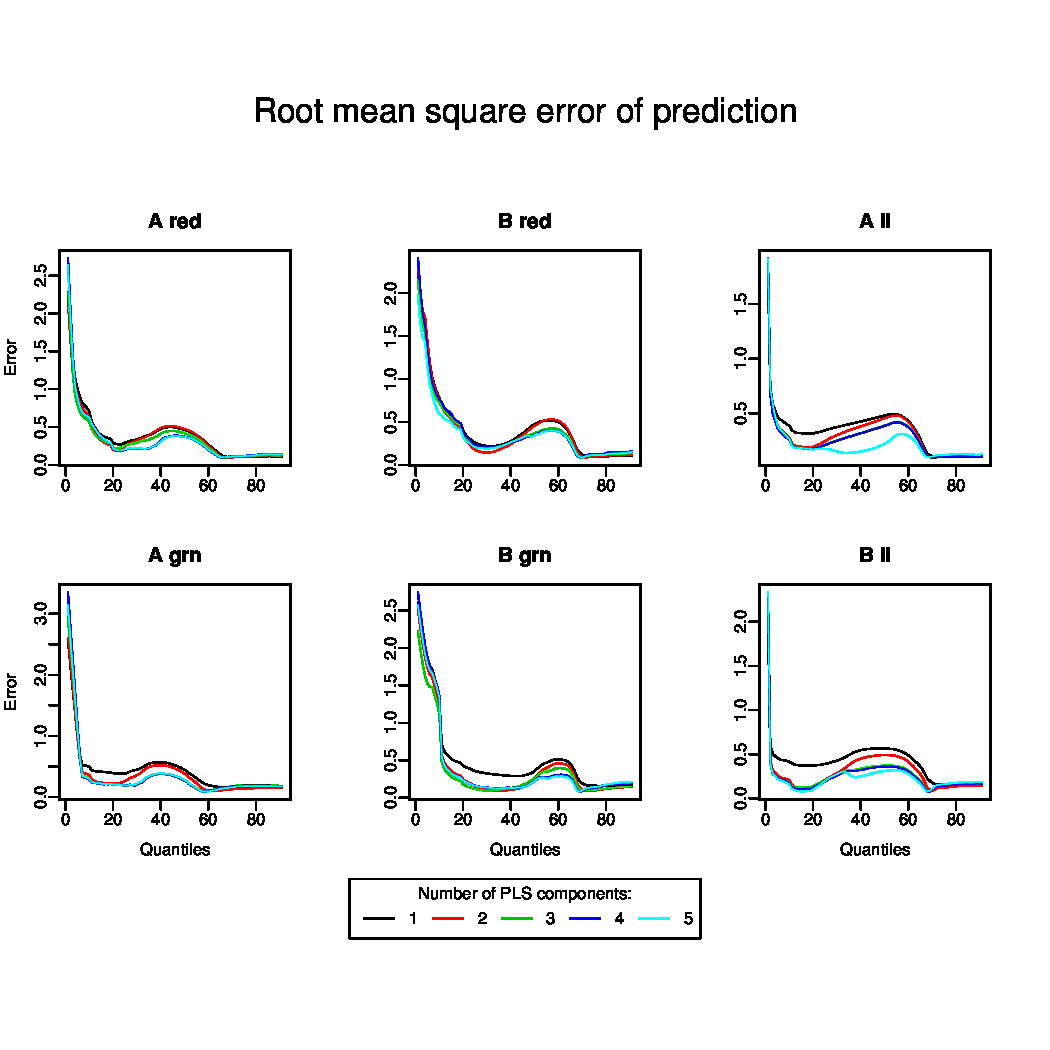 Root mean square error of prediction
A red
B red
A II
Error
0.0 0.5 1.0 1.5 2.0 2.5
0 20 40 60 80
0.0 0.5 1.0 1.5 2.0
0 20 40 60 80
0.5 1.0 1.5
0 20 40 60 80
A grn
B grn
B II
Error
0.0 1.0 2.0 3.0
0 20 40 60 80
Quantiles
0.0 0.5 1.0 1.5 2.0 2.5
0 20 40 60 80
Quantiles
0.0 0.5 1.0 1.5 2.0
0 20 40 60 80
Quantiles
Number of PLS components:
1 2 3 4 5